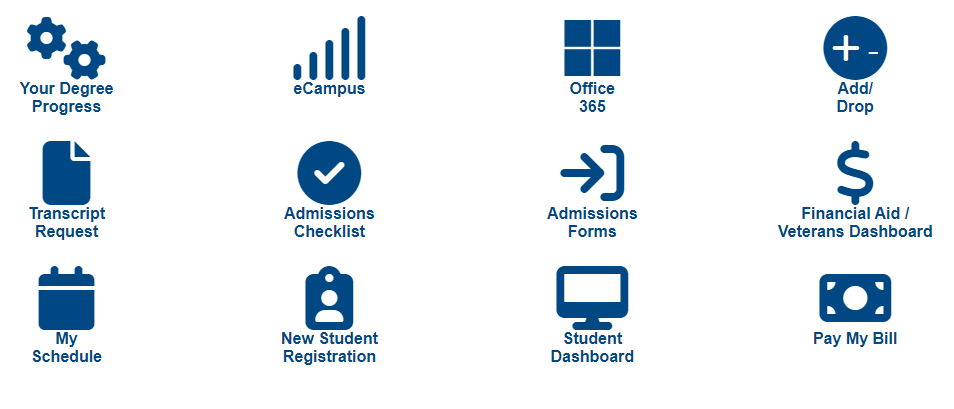 Your Degree
Progress
eCampus
Office
365
Add/
Drop
Transcript
Request
Admissions
Checklist
Admissions
Forms
Financial Aid /
Veterans Dashboard
My
Schedule
New Student
Registration
Student
Dashboard
Pay My Bill